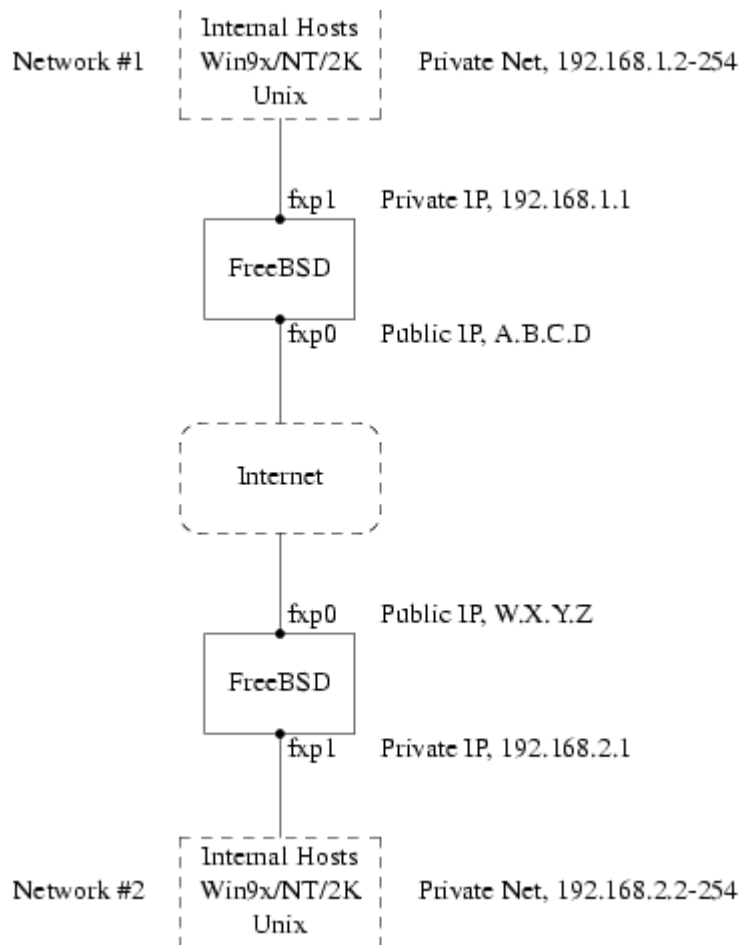 Internal Hosts
Network #1 Win9x/NT/2K Private Net, 192.168.1.2-254
Unix
fxp1 Private IP, 192.168.1.1
FreeBSD
fxp0 Public IP, A.B.C.D
Internet
fxp0 Public IP, W.X.Y.Z
FreeBSD
fxp1 Private IP, 192.168.2.1
Internal Hosts
Network #2 Win9x/NT/2K Private Net, 192.168.2.2-254
Unix